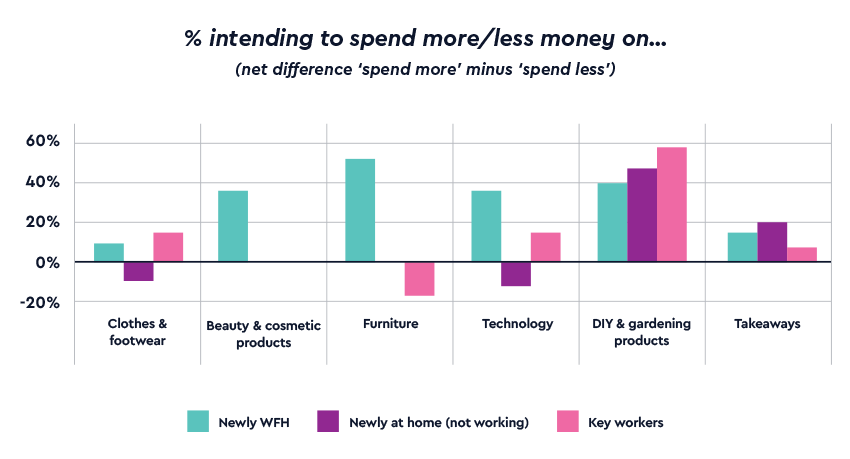 % intending to spend more/less money on...
(net difference ‘spend more’ minus ‘spend less’)
60%
40%
20%
0%
-20%
Clothes &
footwear
Beauty & cosmetic
products
Furniture
Technology
DIY & gardening
products
Takeaways
Newly WFH
Newly at home (not working)
Key workers